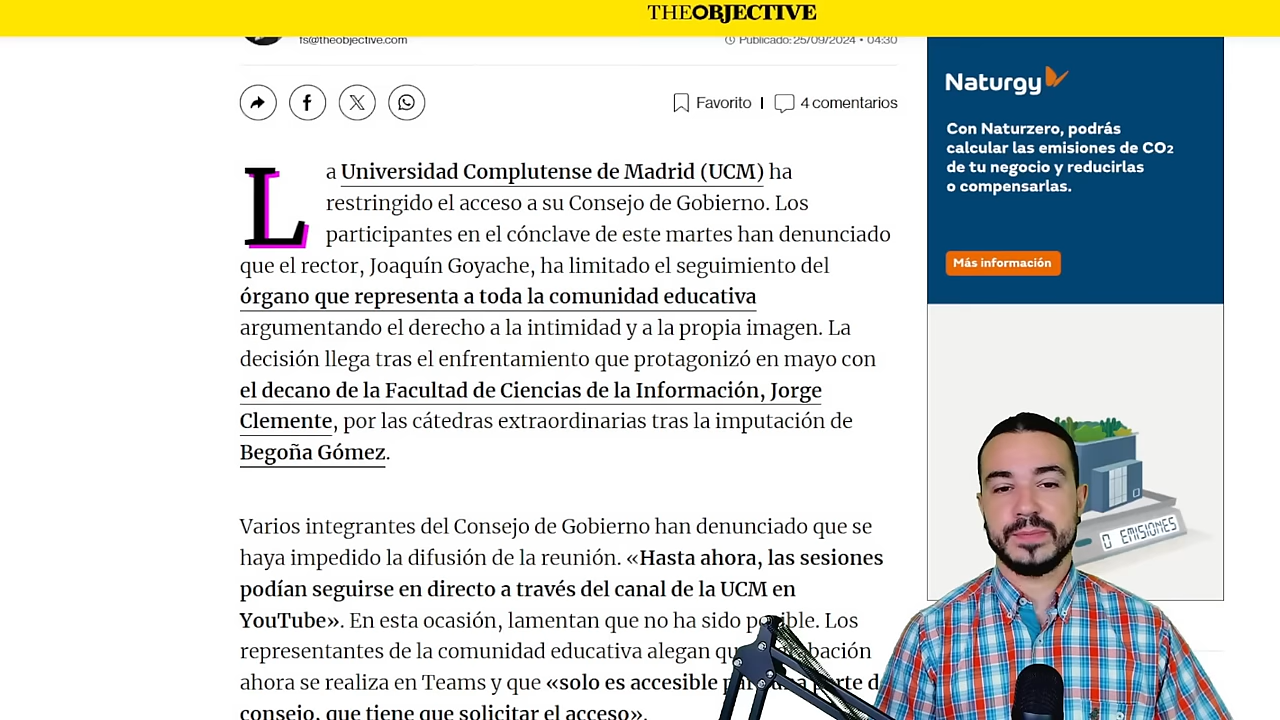 THEOBJECTIVE
fs@theobjective.com
Publicado: 25/09/2024 • 04:30
Favorito
4 comentarios
La Universidad Complutense de Madrid (UCM) ha
restringido el acceso a su Consejo de Gobierno. Los
participantes en el cónclave de este martes han denunciado
que el rector, Joaquín Goyache, ha limitado el seguimiento del
órgano que representa a toda la comunidad educativa
argumentando el derecho a la intimidad y a la propia imagen. La
decisión llega tras el enfrentamiento que protagonizó en mayo con
el decano de la Facultad de Ciencias de la Información, Jorge
Clemente, por las cátedras extraordinarias tras la imputación de
Begoña Gómez.
Varios integrantes del Consejo de Gobierno han denunciado que se
haya impedido la difusión de la reunión. «Hasta ahora, las sesiones
podían seguirse en directo a través del canal de la UCM en
YouTube». En esta ocasión, lamentan que no ha sido posible. Los
representantes de la comunidad educativa alegan
ahora se realiza en Teams y que «solo es accesible
consejo, que tiene que solicitar el acceso».
Naturgy
Con Naturzero, podrás
calcular las emisiones de CO₂
de tu negocio y reducirlas
o compensarlas.
Más información
0 EMISIONES